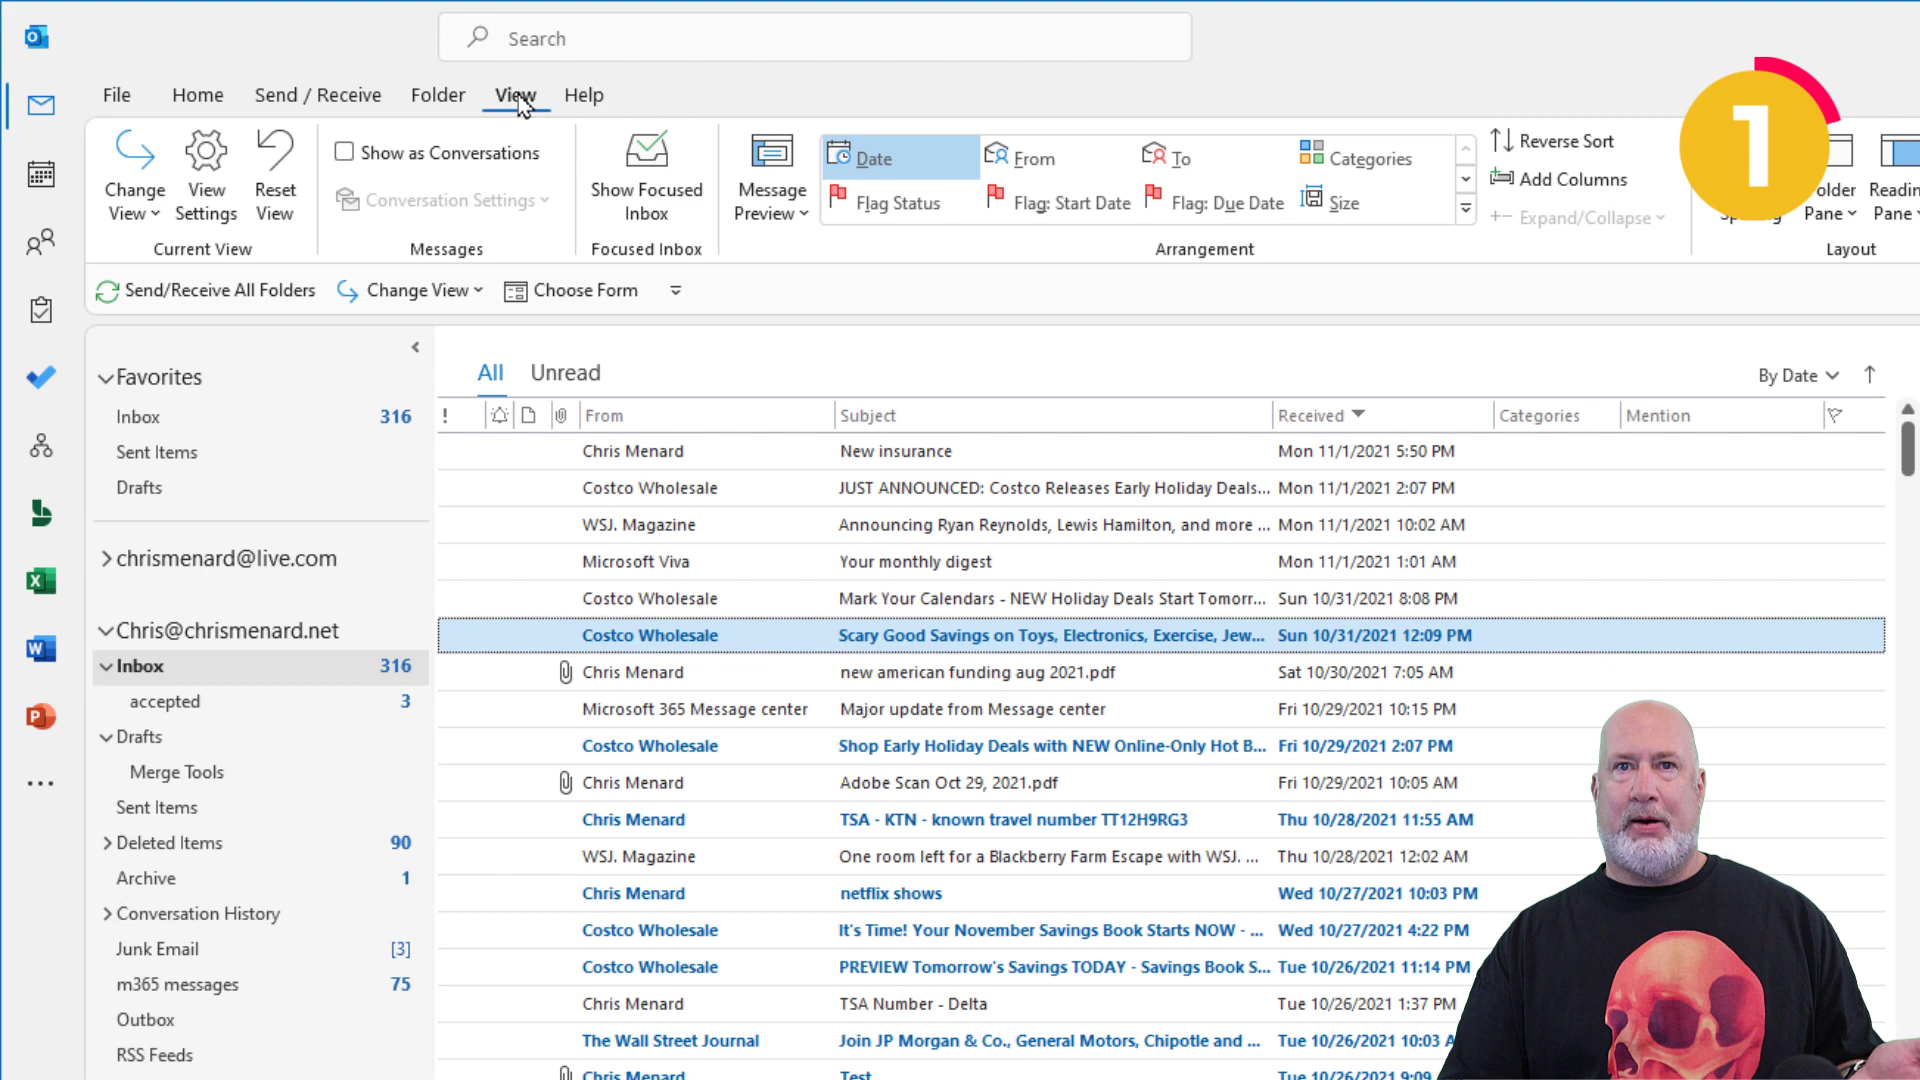 Search
File Home Send / Receive Folder View Help
Change View
View Settings
Reset View
Current View
Show as Conversations
Conversation Settings
Messages
Show Focused Inbox
Focused Inbox
Message Preview
Date From To Categories
Flag Status Flag: Start Date Flag: Due Date Size
Arrangement
Reverse Sort
Add Columns
Expand/Collapse
Pane
Pane
Layout
1
Send/Receive All Folders Change View Choose Form
Favorites
Inbox 316
Sent Items
Drafts
chrismenard@live.com
Chris@chrismenard.net
Inbox 316
accepted 3
Drafts
Merge Tools
Sent Items
Deleted Items 90
Archive 1
Conversation History
Junk Email [3]
m365 messages 75
Outbox
RSS Feeds
All Unread By Date
! From Subject Received Categories Mention
Chris Menard New insurance Mon 11/1/2021 5:50 PM
Costco Wholesale JUST ANNOUNCED: Costco Releases Early Holiday Deals... Mon 11/1/2021 2:07 PM
WSJ. Magazine Announcing Ryan Reynolds, Lewis Hamilton, and more ... Mon 11/1/2021 10:02 AM
Microsoft Viva Your monthly digest Mon 11/1/2021 1:01 AM
Costco Wholesale Mark Your Calendars - NEW Holiday Deals Start Tomorr... Sun 10/31/2021 8:08 PM
Costco Wholesale Scary Good Savings on Toys, Electronics, Exercise, Jew... Sun 10/31/2021 12:09 PM
Chris Menard new american funding aug 2021.pdf Sat 10/30/2021 7:05 AM
Microsoft 365 Message center Major update from Message center Fri 10/29/2021 10:15 PM
Costco Wholesale Shop Early Holiday Deals with NEW Online-Only Hot B... Fri 10/29/2021 2:07 PM
Chris Menard Adobe Scan Oct 29, 2021.pdf Fri 10/29/2021 10:05 AM
Chris Menard TSA - KTN - known travel number TT12H9RG3 Thu 10/28/2021 11:55 AM
WSJ. Magazine One room left for a Blackberry Farm Escape with WSJ. ... Thu 10/28/2021 12:02 AM
Chris Menard netflix shows Wed 10/27/2021 10:03 PM
Costco Wholesale It's Time! Your November Savings Book Starts NOW - ... Wed 10/27/2021 4:22 PM
Costco Wholesale PREVIEW Tomorrow's Savings TODAY - Savings Book S... Tue 10/26/2021 11:14 PM
Chris Menard TSA Number - Delta Tue 10/26/2021 1:37 PM
The Wall Street Journal Join JP Morgan & Co., General Motors, Chipotle and ... Tue 10/26/2021 10:03
Chris Menard Test Tue 10/26/2021 9:09